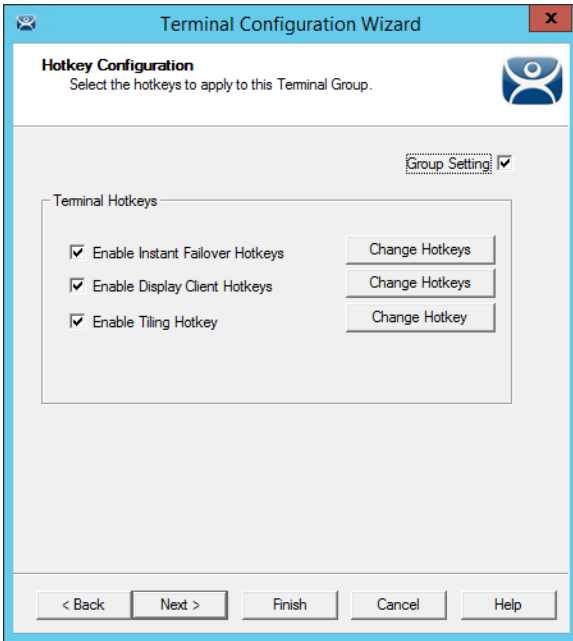 Terminal Configuration Wizard
x
Hotkey Configuration
Select the hotkeys to apply to this Terminal Group.
Group Setting
Terminal Hotkeys
Enable Instant Failover Hotkeys
Change Hotkeys
Enable Display Client Hotkeys
Change Hotkeys
Enable Tiling Hotkey
Change Hotkey
< Back
Next >
Finish
Cancel
Help